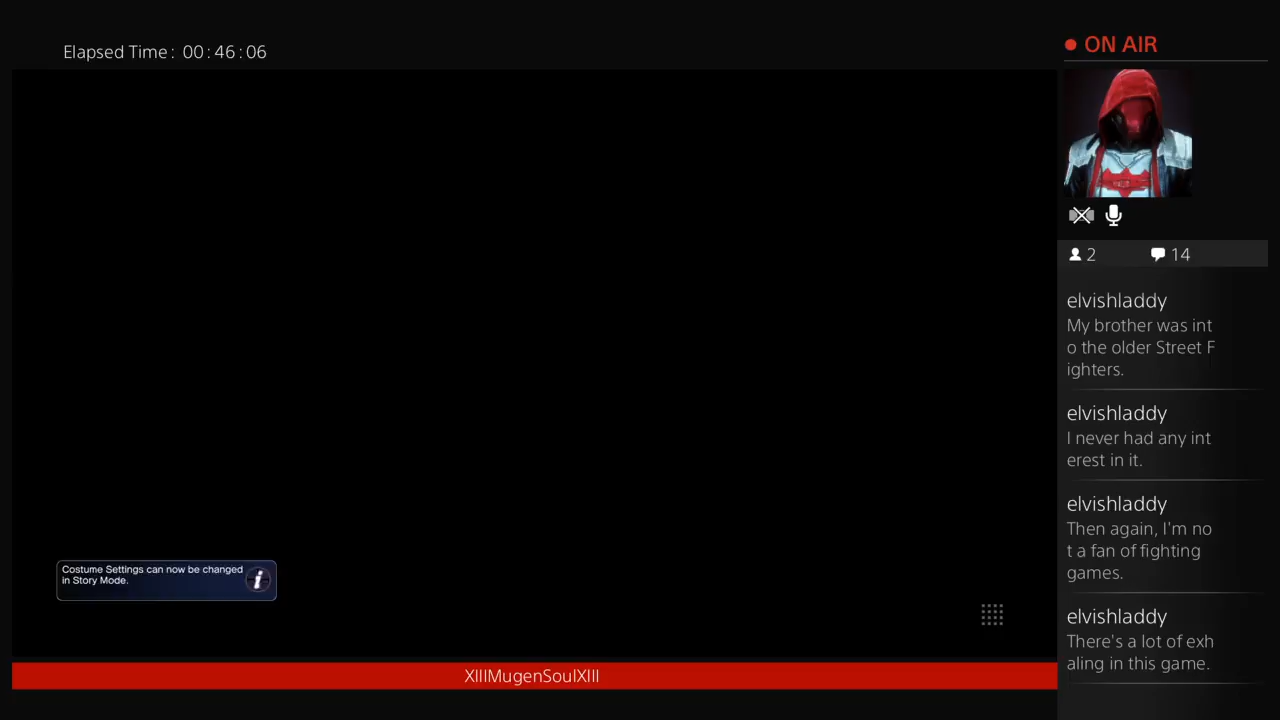 Elapsed Time: 00:46:06
ON AIR
2 14
elvishladdy
My brother was int
o the older Street F
ighters.
elvishladdy
I never had any int
erest in it.
elvishladdy
Then again, I'm no
t a fan of fighting
games.
elvishladdy
There's a lot of exh
aling in this game.
Costume Settings can now be changed
in Story Mode.
XIIIMugenSoulXIII